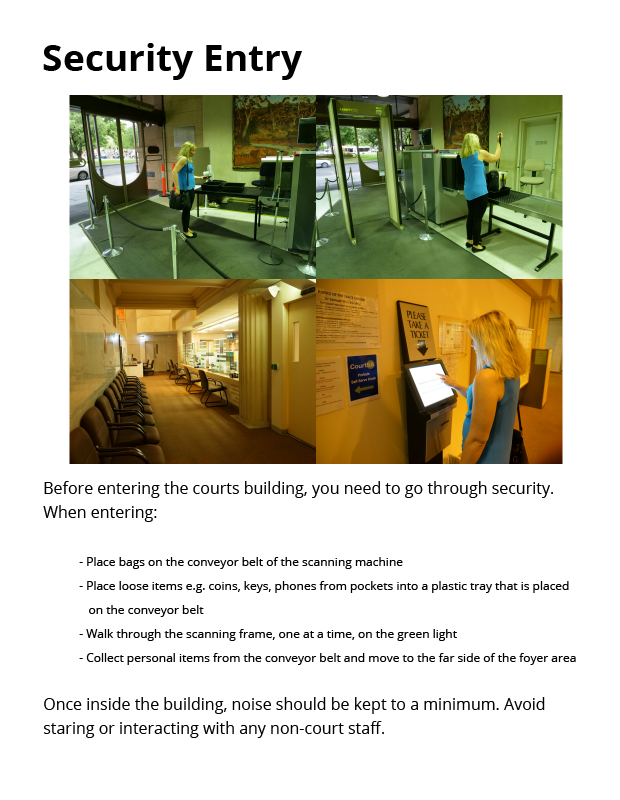 Security Entry
PLEASE
TAKE A
TICKET
CourtSA
Before entering the courts building, you need to go through security.
When entering:
- Place bags on the conveyor belt of the scanning machine
- Place loose items e.g. coins, keys, phones from pockets into a plastic tray that is placed
on the conveyor belt
- Walk through the scanning frame, one at a time, on the green light
- Collect personal items from the conveyor belt and move to the far side of the foyer area
Once inside the building, noise should be kept to a minimum. Avoid
staring or interacting with any non-court staff.